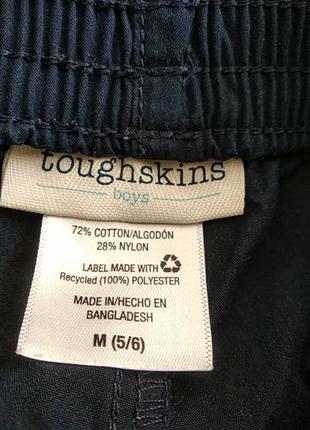 toughskins
boys
72% COTTON/ALGODÓN
28% NYLON
LABEL MADE WITH
Recycled (100%) POLYESTER
MADE IN/HECHO EN
BANGLADESH
M (5/6)